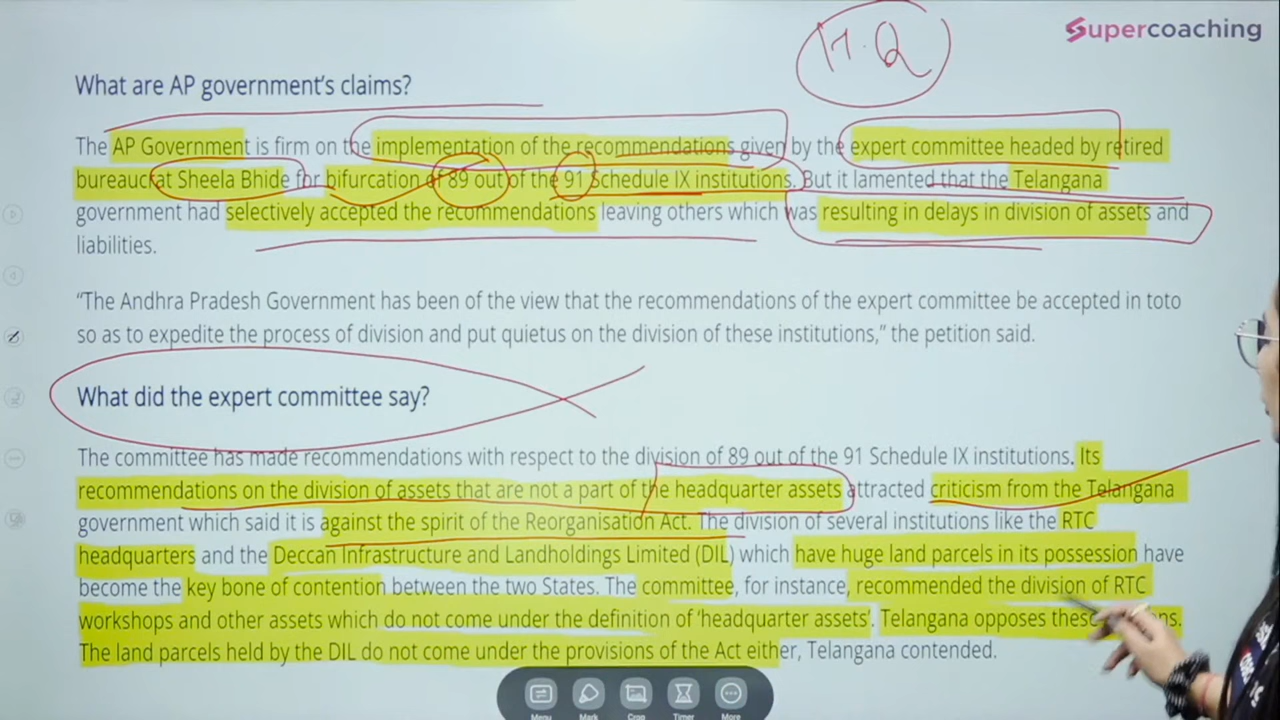 Supercoaching
H.Q
What are AP government's claims?
The AP Government is firm on the implementation of the recommendations given by the expert committee headed by retired
bureaucrat Sheela Bhide for bifurcation of 89 out of the 91 Schedule IX institutions. But it lamented that the Telangana
government had selectively accepted the recommendations leaving others which was resulting in delays in division of assets and
liabilities.
“The Andhra Pradesh Government has been of the view that the recommendations of the expert committee be accepted in toto
so as to expedite the process of division and put quietus on the division of these institutions,” the petition said.
What did the expert committee say?
The committee has made recommendations with respect to the division of 89 out of the 91 Schedule IX institutions. Its
recommendations on the division of assets that are not a part of the headquarter assets attracted criticism from the Telangana
government which said it is against the spirit of the Reorganisation Act. The division of several institutions like the RTC
headquarters and the Deccan Infrastructure and Landholdings Limited (DIL) which have huge land parcels in its possession have
become the key bone of contention between the two States. The committee, for instance, recommended the division of RTC
workshops and other assets which do not come under the definition of ‘headquarter assets’. Telangana opposes
The land parcels held by the DIL do not come under the provisions of the Act either, Telangana contended.
Menu Mark Crop Timer More